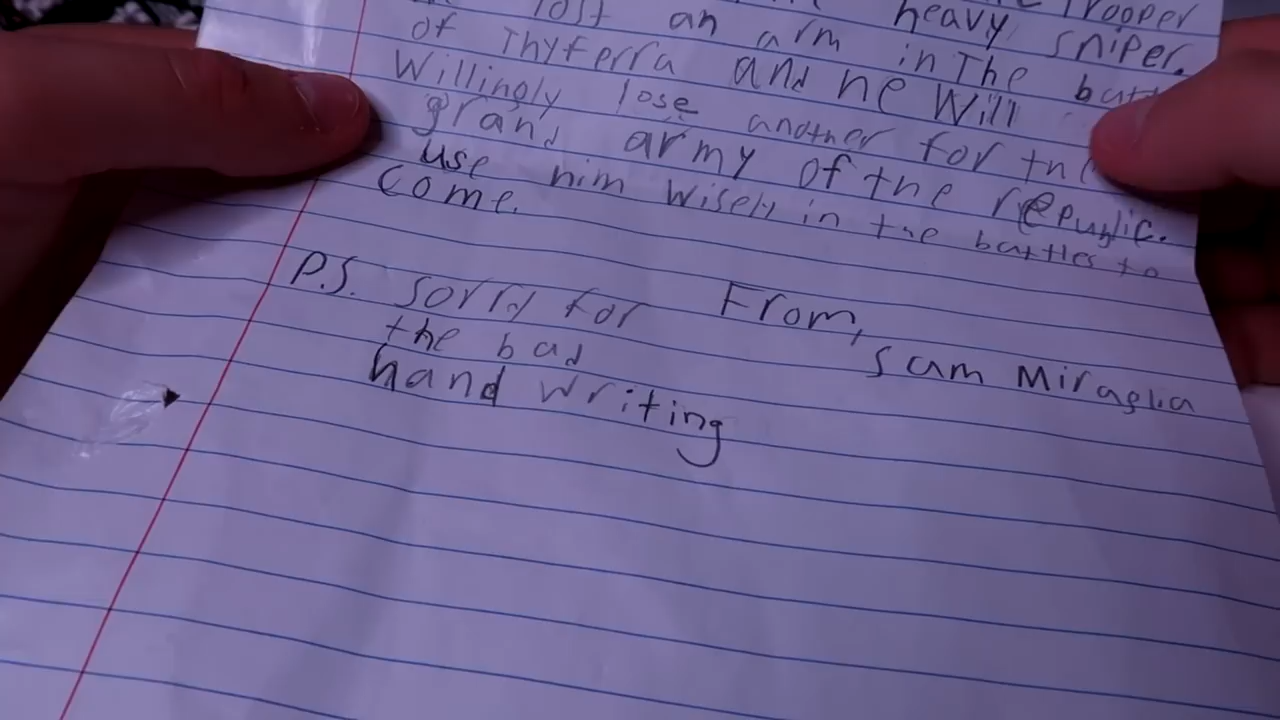 lost an heavy trooper
of Thyferra arm in The sniper.
Willingly lose and he Will batt
grand army another for the
use him of the republic.
come. wisely in the battles to
P.S. sorry for From,
the bad Sam Miraglia
hand writing